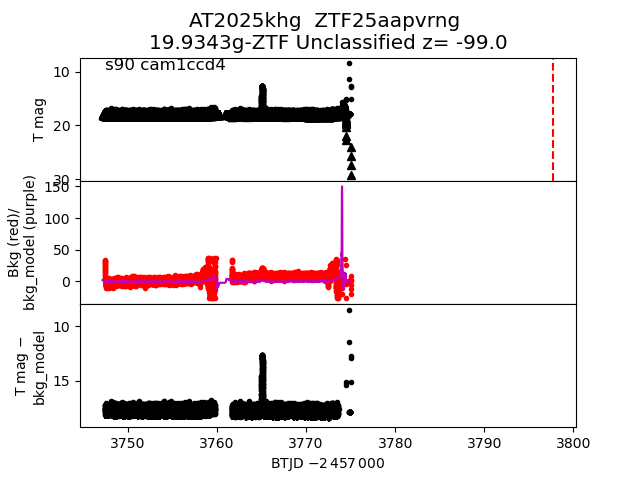 AT2025khg ZTF25aapvrng
19.9343g-ZTF Unclassified z= -99.0
s90 cam1ccd4
10
20
30
T mag
150
100
50
0
Bkg (red)/
bkg_model (purple)
10
15
T mag −
bkg_model
3750 3760 3770 3780 3790 3800
BTJD −2 457 000